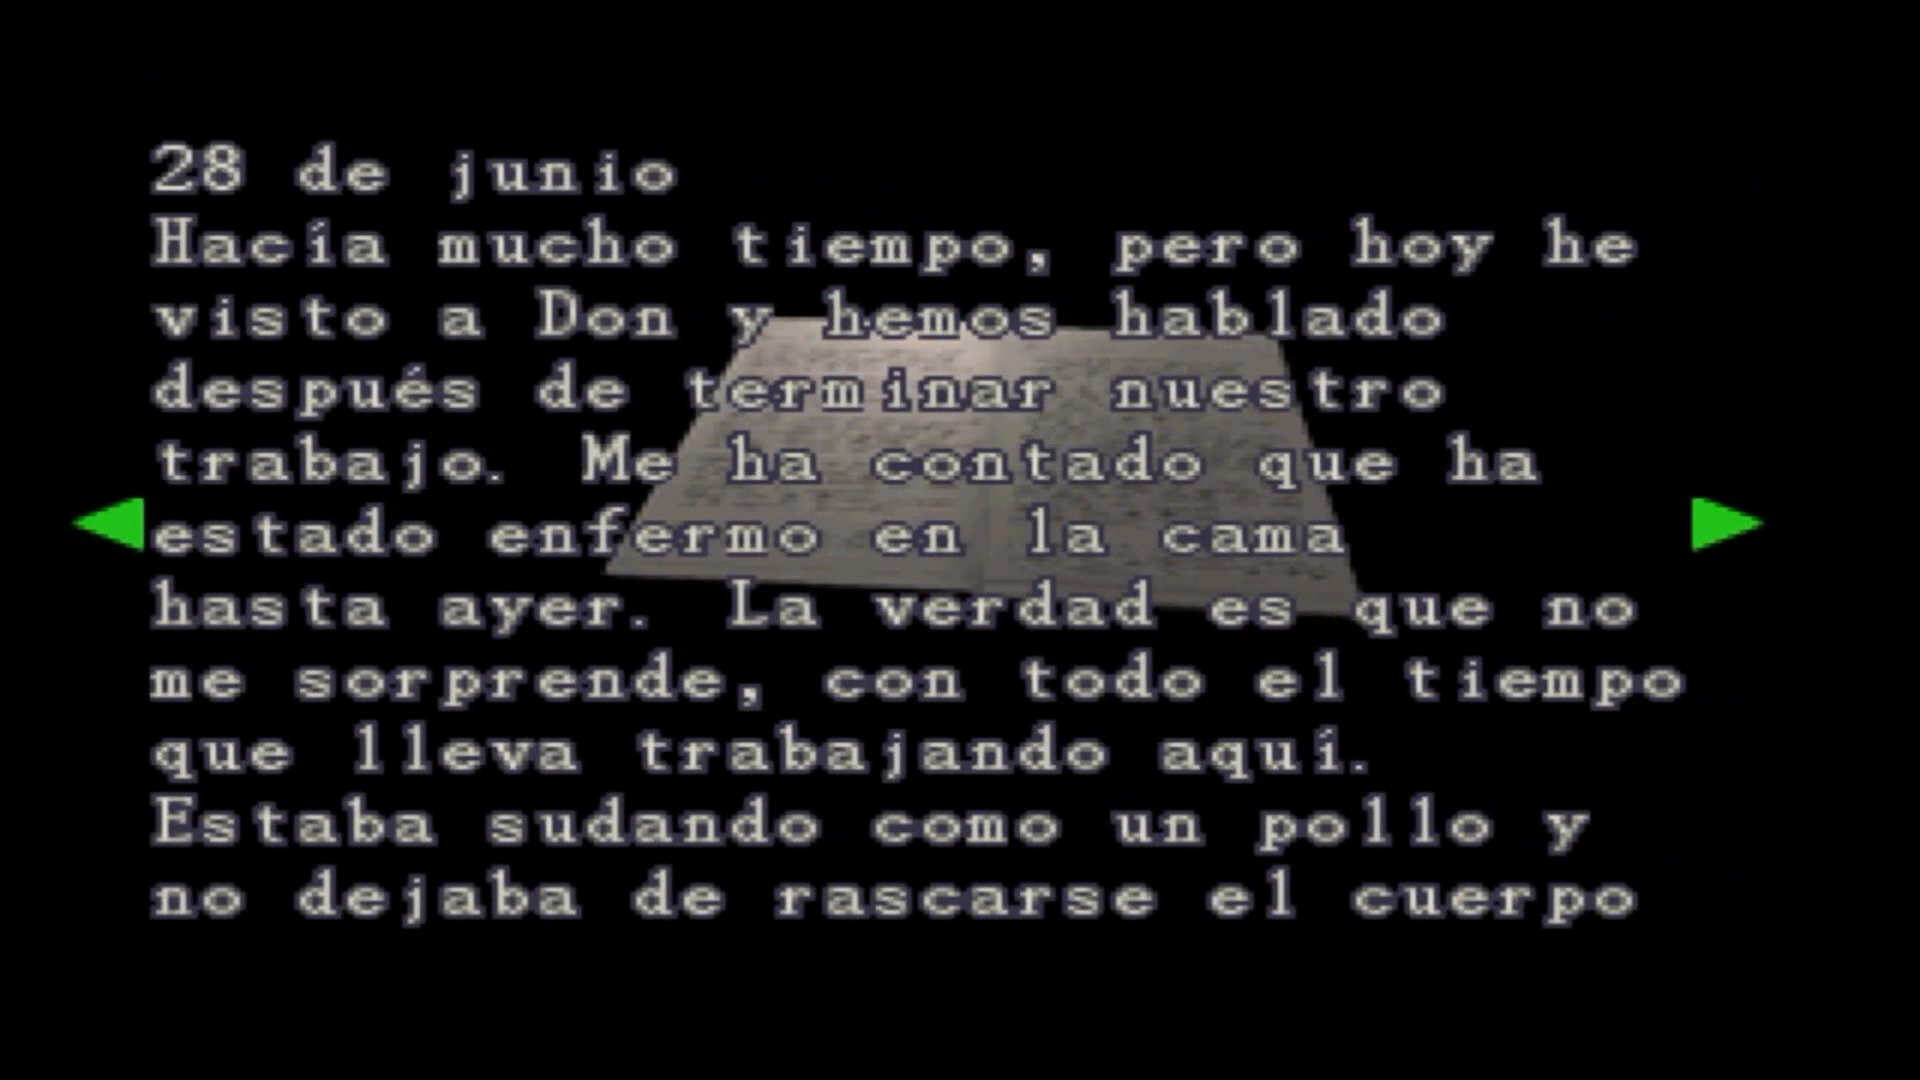 28 de junio
Hacía mucho tiempo, pero hoy he
visto a Don y hemos hablado
después de terminar nuestro
trabajo. Me ha contado que ha
estado enfermo en la cama
hasta ayer. La verdad es que no
me sorprende, con todo el tiempo
que lleva trabajando aquí.
Estaba sudando como un pollo y
no dejaba de rascarse el cuerpo